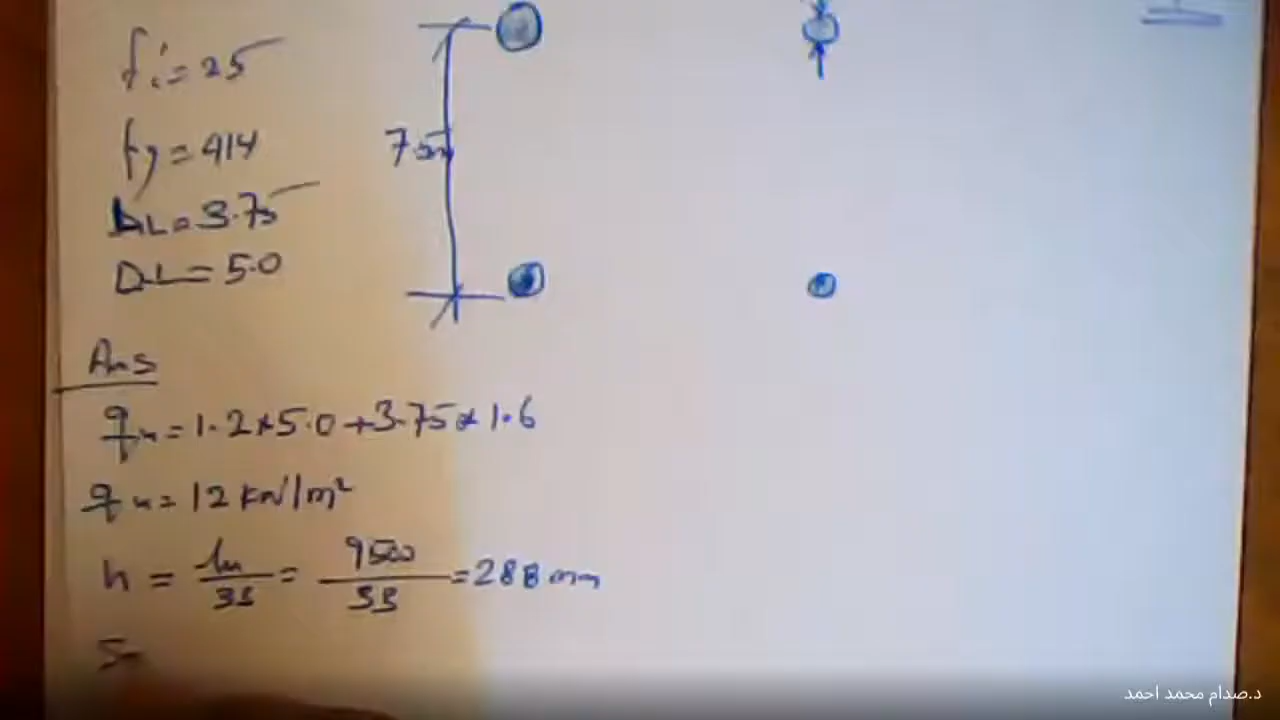 fc' = 25
fy = 414
LL = 3.75
D.L = 5.0
7.5m
Ans
qu = 1.2*5.0+3.75*1.6
qu = 12 kN/m²
h = ln/33 = 9500/33 = 288 mm
د.صدام محمد احمد